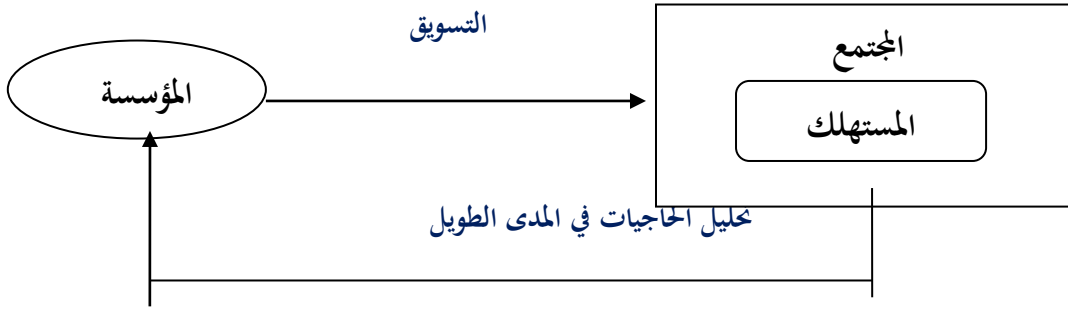 التسويق
المجتمع
المؤسسة
المستهلك
تحليل الحاجيات في المدى الطويل